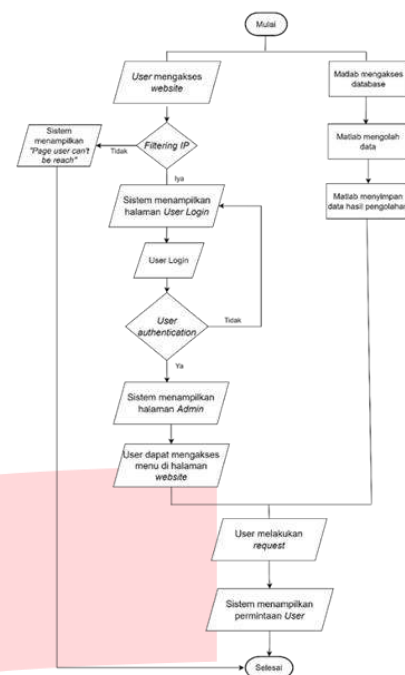 Mulai
User mengakses
website
Matlab mengakses
database
Filtering IP
Tidak
Sistem
menampilkan
"Page user can't
be reach"
Iya
Matlab mengolah
data
Sistem menampilkan
halaman User Login
Matlab menyimpan
data hasil pengolahan
User Login
User
authentication
Tidak
Ya
Sistem menampilkan
halaman Admin
User dapat mengakses
menu di halaman
website
User melakukan
request
Sistem menampilkan
permintaan User
Selesai